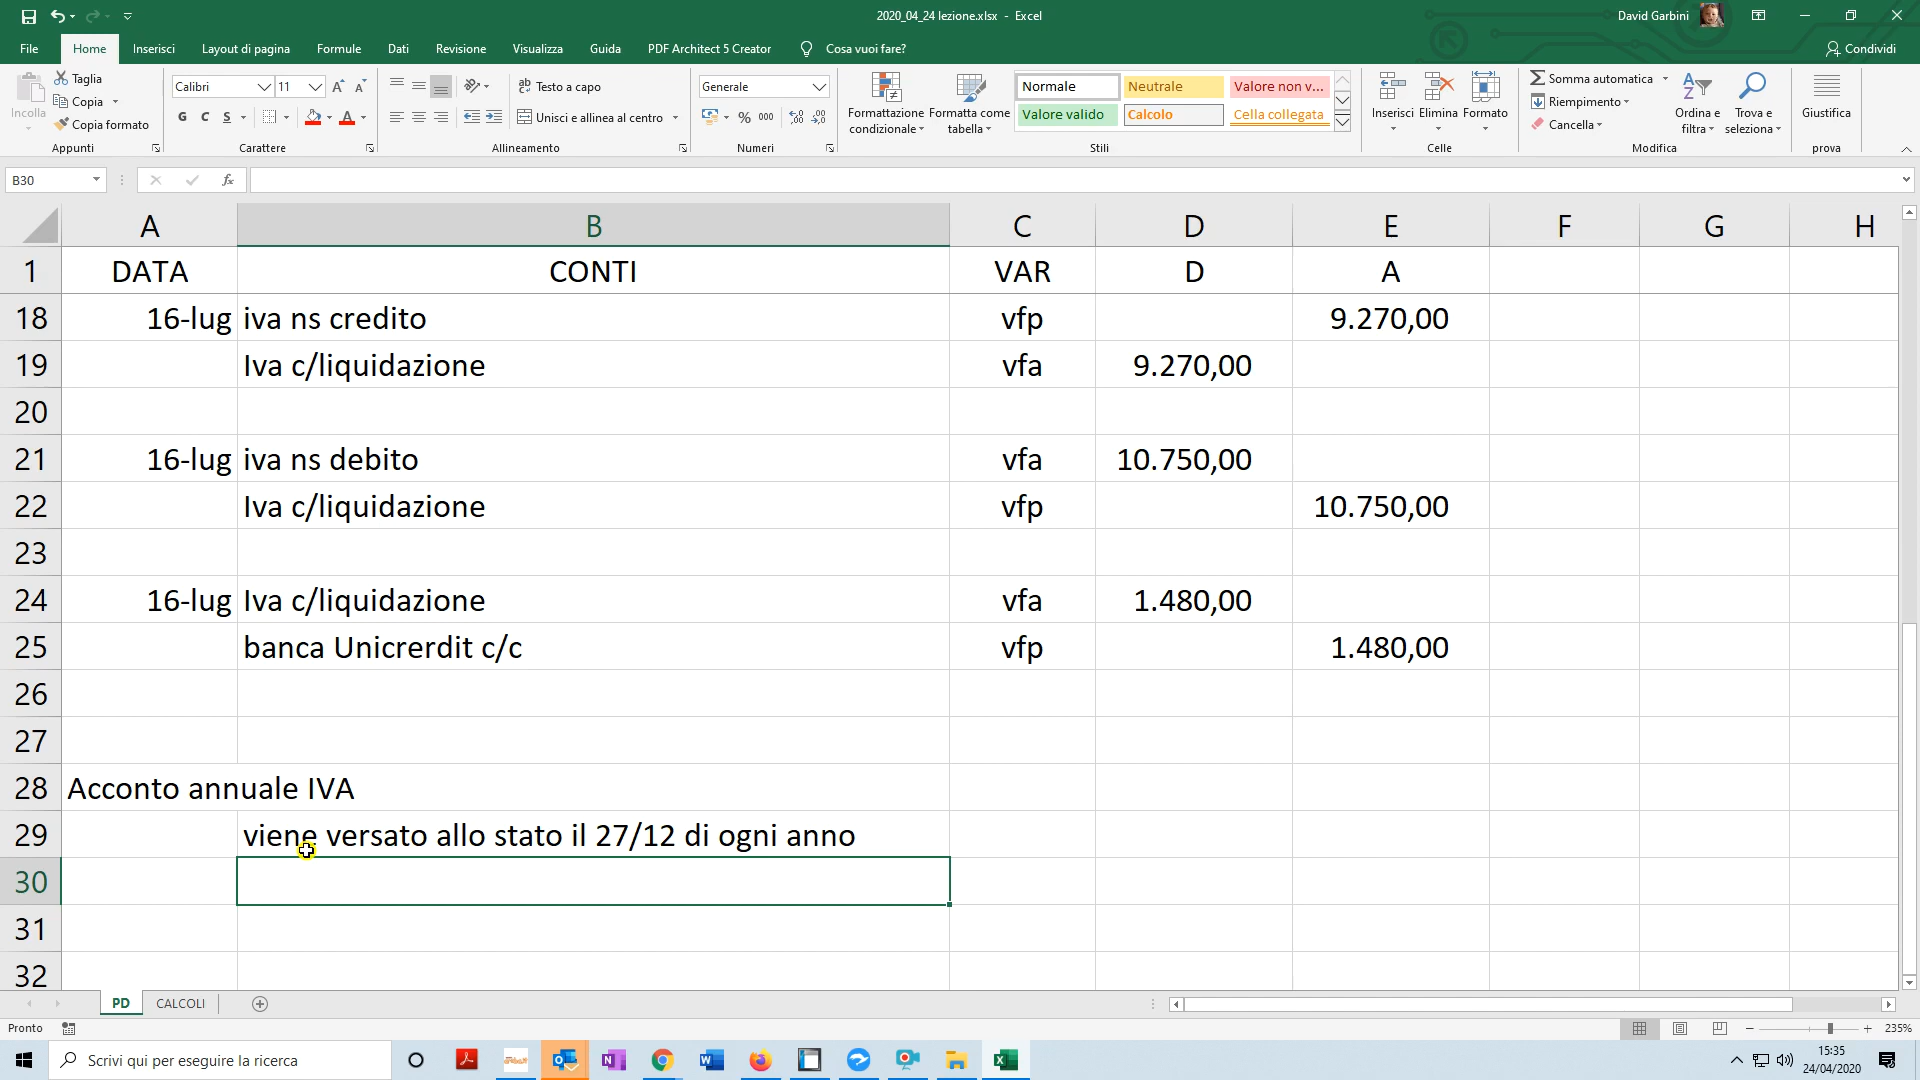 2020_04_24 lezione.xlsx - Excel
David Garbini
File Home Inserisci Layout di pagina Formule Dati Revisione Visualizza Guida PDF Architect 5 Creator Cosa vuoi fare? Condividi
Incolla
Taglia
Copia
Copia formato
Appunti
Calibri 11
G C S
Carattere
Testo a capo
Unisci e allinea al centro
Allineamento
Generale
% 000
Numeri
Formattazione condizionale
Formatta come tabella
Normale Neutrale Valore non v...
Valore valido Calcolo Cella collegata
Stili
Inserisci Elimina Formato
Celle
Somma automatica
Riempimento
Cancella
Ordina e filtra
Trova e seleziona
Modifica
Giustifica
prova
B30 fx
A B C D E F G H
1 DATA CONTI VAR D A
18 16-lug iva ns credito vfp 9.270,00
19 Iva c/liquidazione vfa 9.270,00
20
21 16-lug iva ns debito vfa 10.750,00
22 Iva c/liquidazione vfp 10.750,00
23
24 16-lug Iva c/liquidazione vfa 1.480,00
25 banca Unicrerdit c/c vfp 1.480,00
26
27
28 Acconto annuale IVA
29 viene versato allo stato il 27/12 di ogni anno
30
31
32
PD CALCOLI
Pronto 235%
Scrivi qui per eseguire la ricerca
15:35
24/04/2020